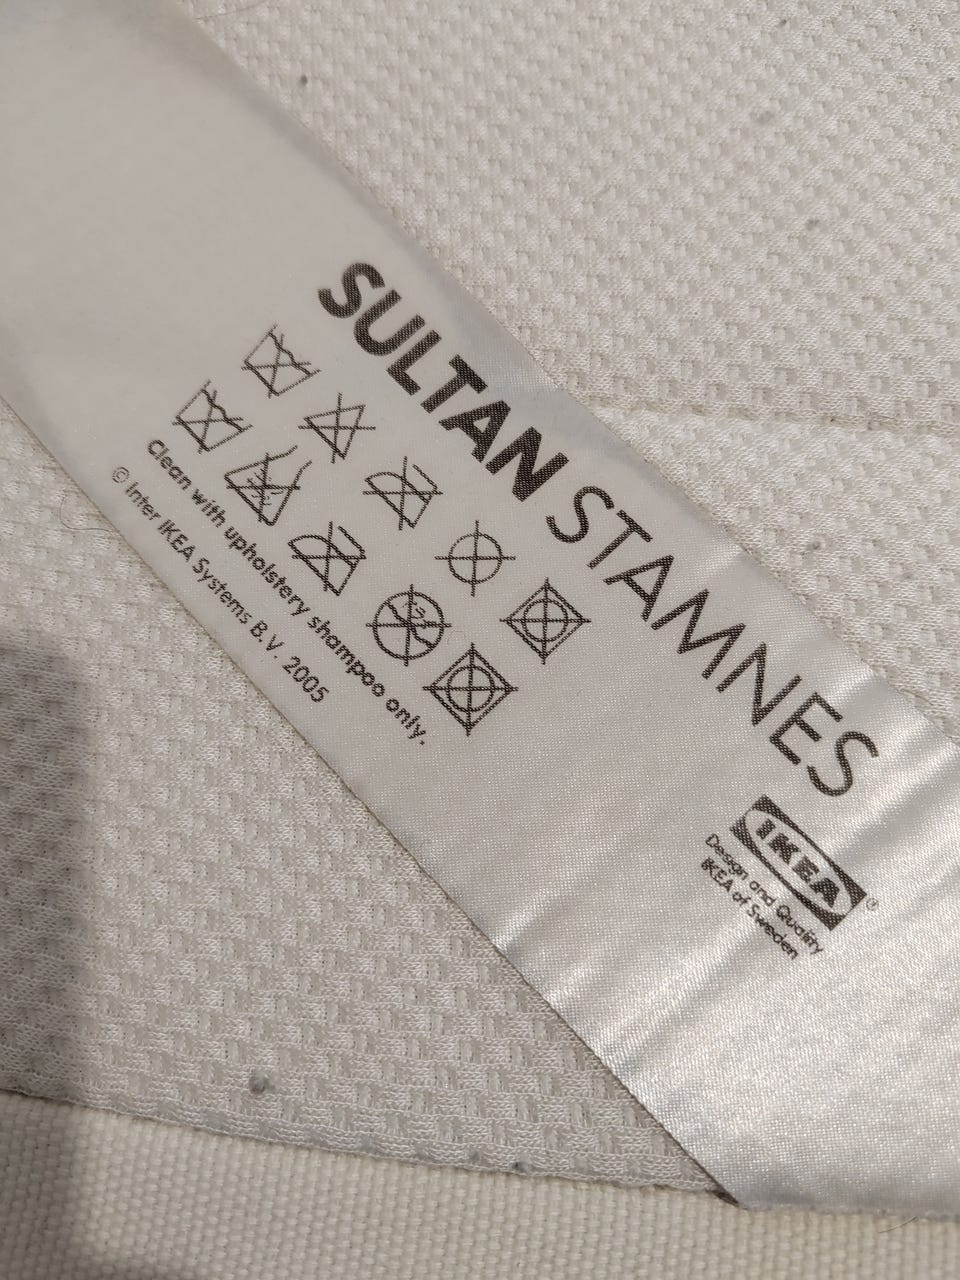 SULTAN STAMNES
Clean with upholstery shampoo only.
© Inter IKEA Systems B.V. 2005
IKEA®
Design and Quality
IKEA of Sweden